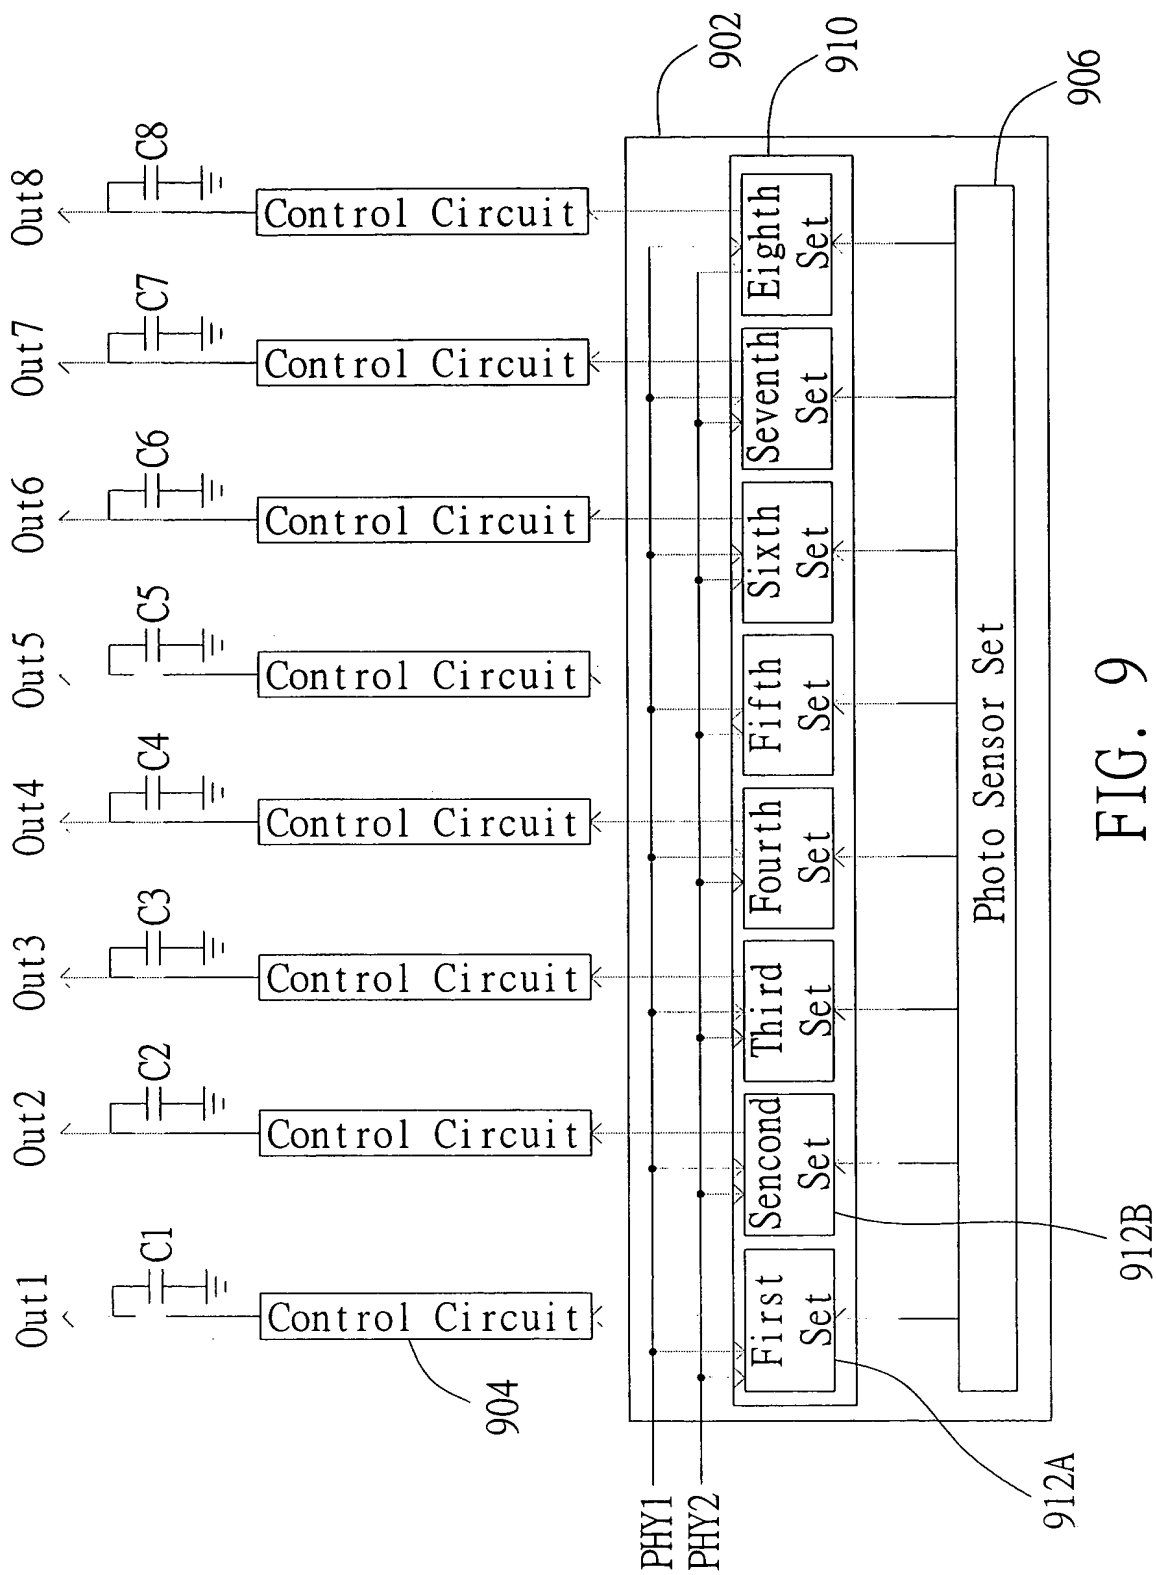 Out1
Out2
Out3
Out4
Out5
Out6
Out7
Out8
C1
C2
C3
C4
C5
C6
C7
C8
Control Circuit
Control Circuit
Control Circuit
Control Circuit
Control Circuit
Control Circuit
Control Circuit
Control Circuit
904
902
PHY1
PHY2
910
First
Set
Sencond
Set
Third
Set
Fourth
Set
Fifth
Set
Sixth
Set
Seventh
Set
Eighth
Set
Photo Sensor Set
906
912A
912B
FIG. 9